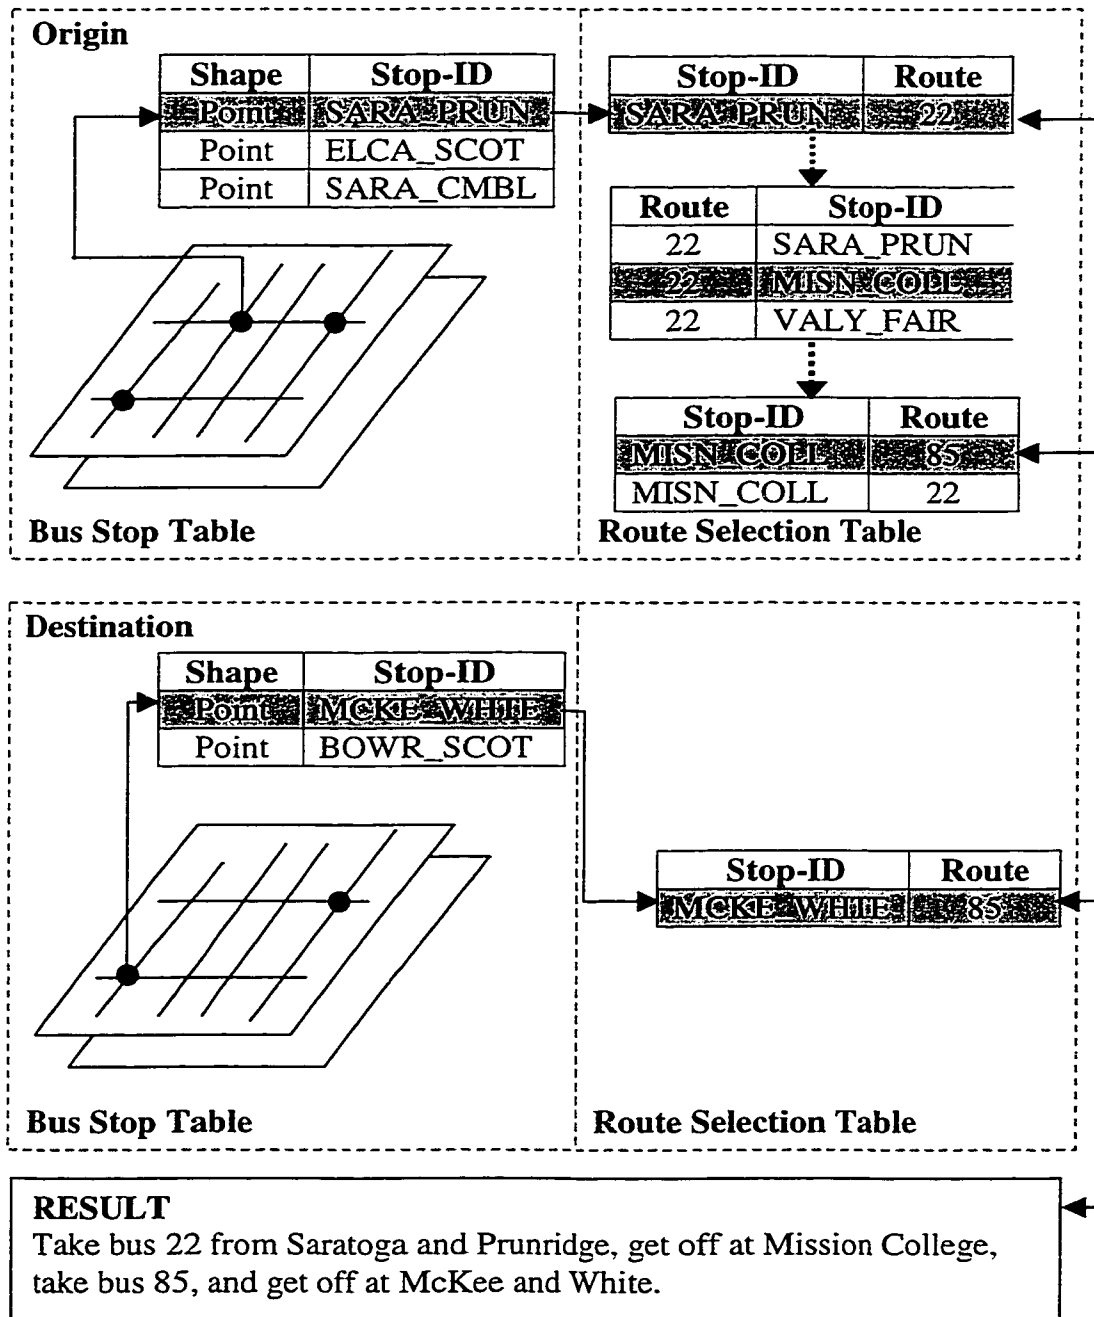 Origin
Shape Stop-ID
Point SARA_PRUN
Point ELCA_SCOT
Point SARA_CMBL
Stop-ID Route
SARA_PRUN 22
Route Stop-ID
22 SARA_PRUN
22 MISN_COLL
22 VALY_FAIR
Stop-ID Route
MISN_COLL 85
MISN_COLL 22
Bus Stop Table
Route Selection Table
Destination
Shape Stop-ID
Point MCKE_WHITE
Point BOWR_SCOT
Stop-ID Route
MCKE_WHITE 85
Bus Stop Table
Route Selection Table
RESULT
Take bus 22 from Saratoga and Prunridge, get off at Mission College,
take bus 85, and get off at McKee and White.